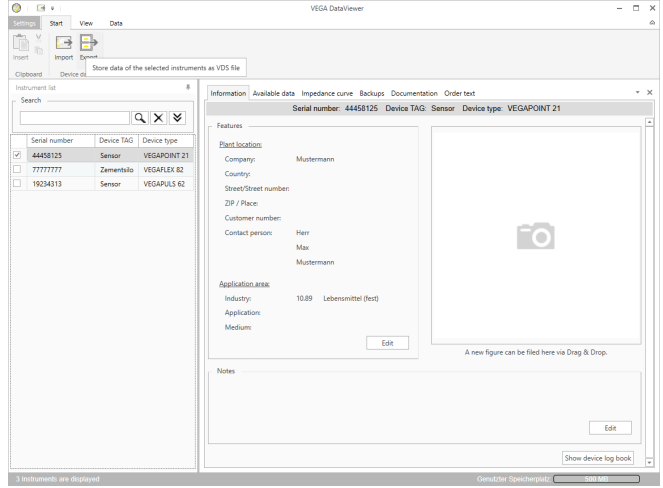 VEGA DataViewer
Settings Start View Data
Insert Import Export
Clipboard Device da
Store data of the selected instruments as VDS file
Instrument list
Search
Serial number Device TAG Device type
44458125 Sensor VEGAPOINT 21
77777777 Zementsilo VEGAFLEX 82
19234313 Sensor VEGAPULS 62
Information Available data Impedance curve Backups Documentation Order text
Serial number: 44458125 Device TAG: Sensor Device type: VEGAPOINT 21
Features
Plant location:
Company: Mustermann
Country:
Street/Street number:
ZIP / Place:
Customer number:
Contact person: Herr
Max
Mustermann
Application area:
Industry: 10.89 Lebensmittel (fest)
Application:
Medium:
Edit
A new figure can be filed here via Drag & Drop.
Notes
Edit
Show device log book
3 Instruments are displayed
Genutzter Speicherplatz: 590 MB